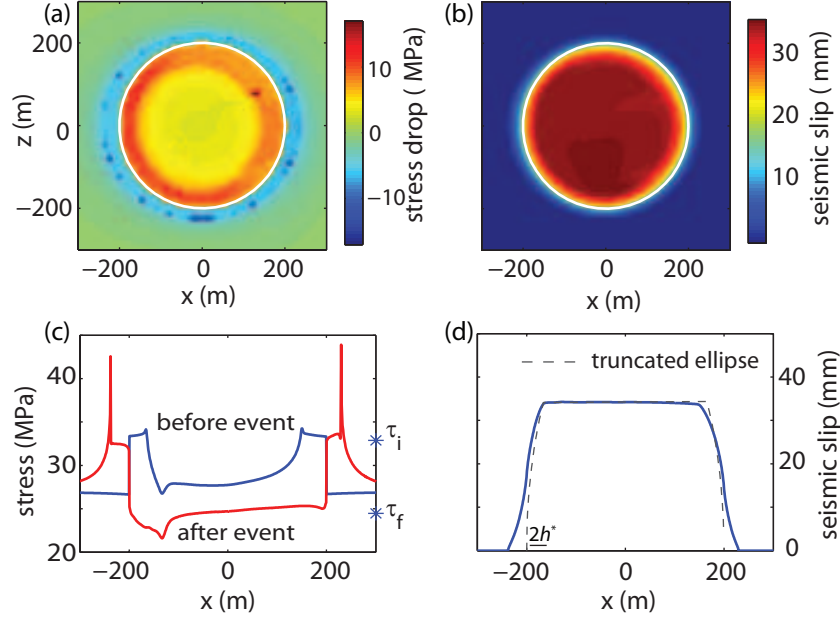 (a)
200
0
−200
z (m)
−200 0 200
x (m)
10
0
−10
stress drop ( MPa)
(b)
−200 0 200
x (m)
30
20
10
0
seismic slip ( mm)
(c)
40
30
20
stress (MPa)
before event
after event
τi
τf
−200 0 200
x (m)
(d)
truncated ellipse
2h*
40
20
0
seismic slip (mm)
−200 0 200
x (m)